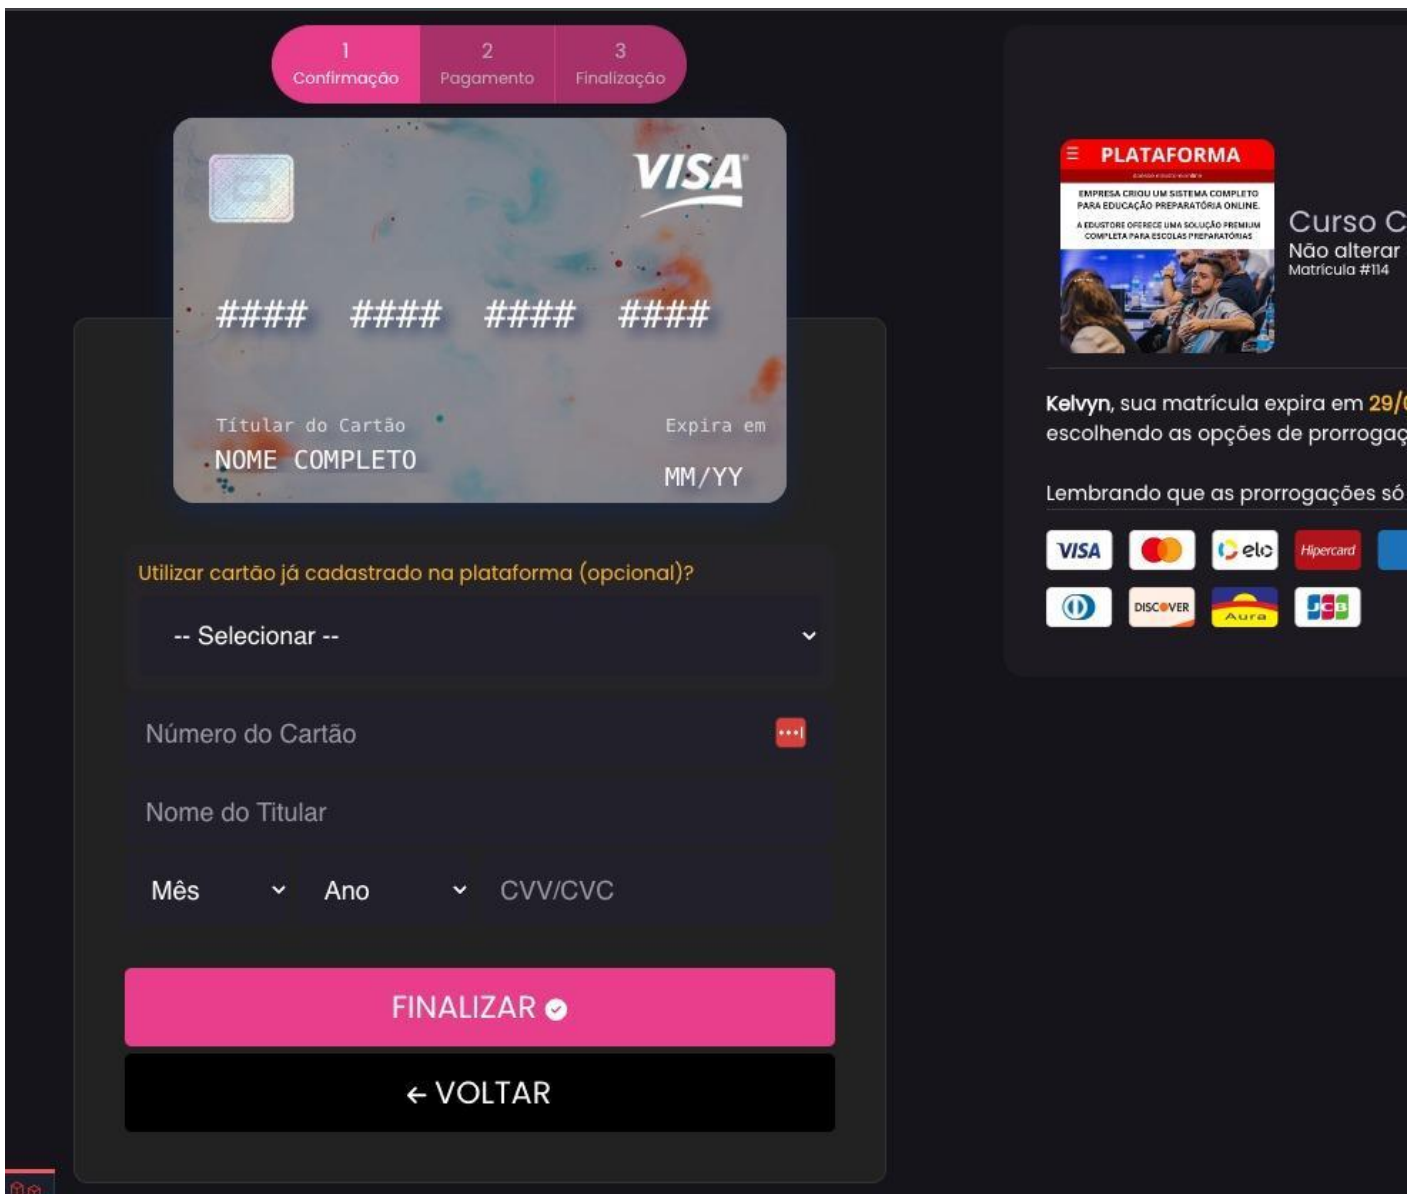 1
Confirmação
2
Pagamento
3
Finalização
VISA
#### #### #### ####
Títular do Cartão
NOME COMPLETO
Expira em
MM/YY
Utilizar cartão já cadastrado na plataforma (opcional)?
-- Selecionar --
Número do Cartão
Nome do Titular
Mês
Ano
CVV/CVC
FINALIZAR
← VOLTAR
PLATAFORMA
EMPRESA CRIOU UM SISTEMA COMPLETO
PARA EDUCAÇÃO PREPARATÓRIA ONLINE.
A EDUSTORE OFERECE UMA SOLUÇÃO PREMIUM
COMPLETA PARA ESCOLAS PREPARATÓRIAS
Curso C
Não alterar
Matrícula #114
Kelvyn, sua matrícula expira em 29/
escolhendo as opções de prorrogaç
Lembrando que as prorrogações só
VISA
elo
Hipercard
DISCOVER
Aura
JCB